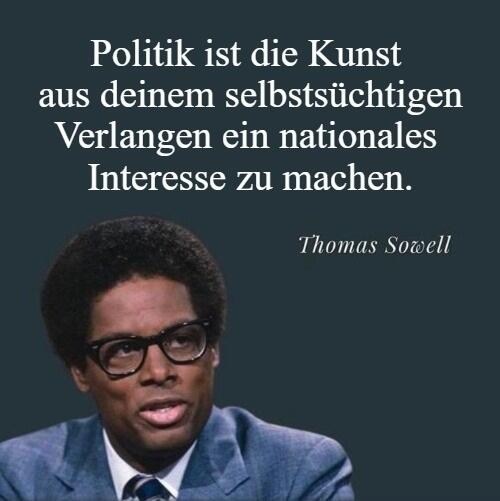 Politik ist die Kunst
aus deinem selbstsüchtigen
Verlangen ein nationales
Interesse zu machen.
Thomas Sowell